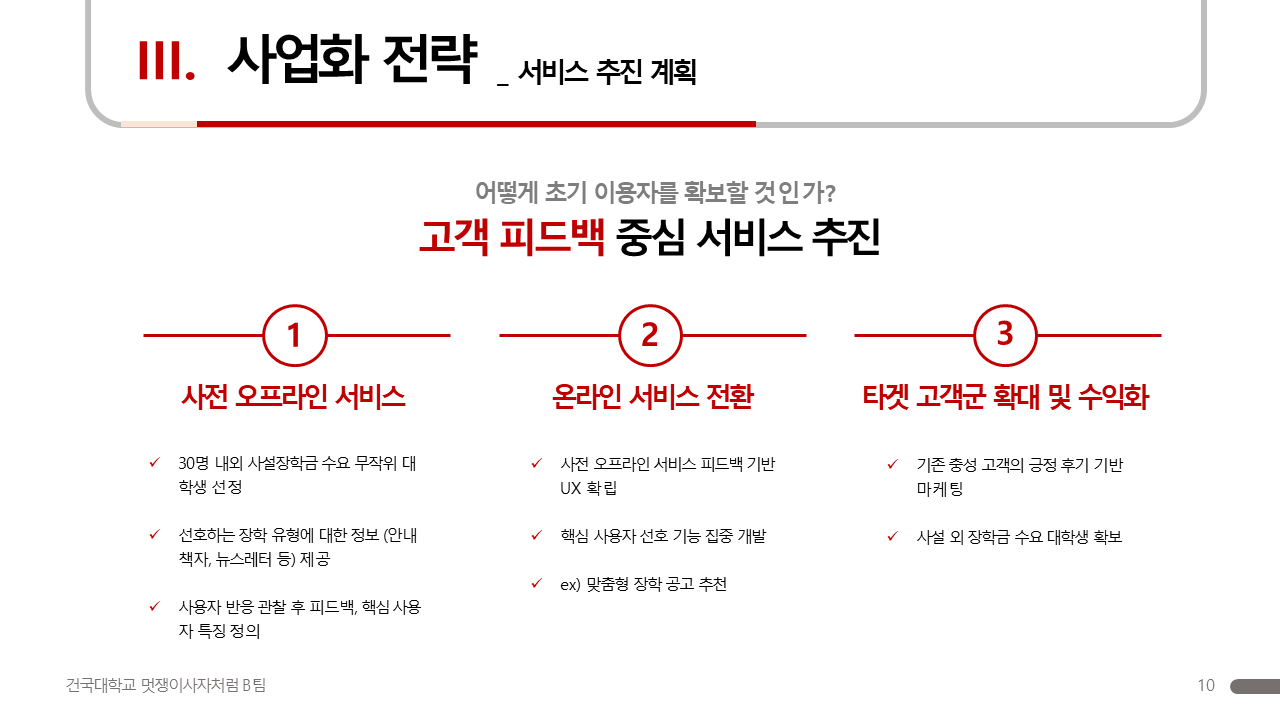 III. 사업화 전략 _ 서비스 추진 계획
어떻게 초기 이용자를 확보할 것인가?
고객 피드백 중심 서비스 추진
1
사전 오프라인 서비스
✓ 30명 내외 사설장학금 수요 무작위 대
학생 선정
✓ 선호하는 장학 유형에 대한 정보 (안내
책자, 뉴스레터 등) 제공
✓ 사용자 반응 관찰 후 피드백, 핵심 사용
자 특징 정의
2
온라인 서비스 전환
✓ 사전 오프라인 서비스 피드백 기반
UX 확립
✓ 핵심 사용자 선호 기능 집중 개발
✓ ex) 맞춤형 장학 공고 추천
3
타겟 고객군 확대 및 수익화
✓ 기존 충성 고객의 긍정 후기 기반
마케팅
✓ 사설 외 장학금 수요 대학생 확보
건국대학교 멋쟁이사자처럼 B팀
10